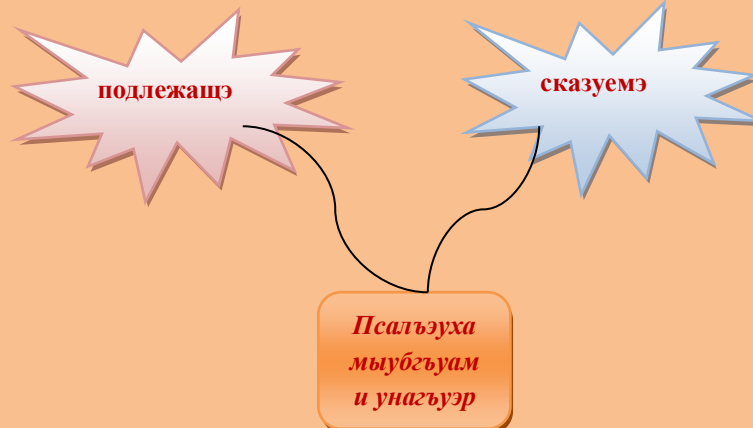 подлежащэ
сказуемэ
Псалъэуха
мыубгъуам
и унагъуэр